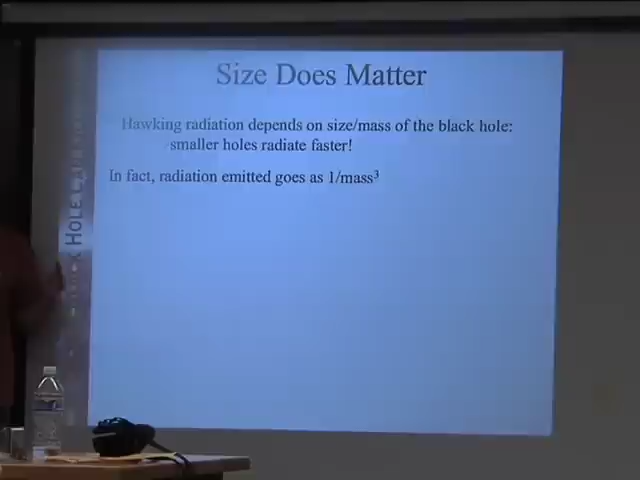 Size Does Matter
Hawking radiation depends on size/mass of the black hole:
smaller holes radiate faster!
In fact, radiation emitted goes as 1/mass³
HOLE